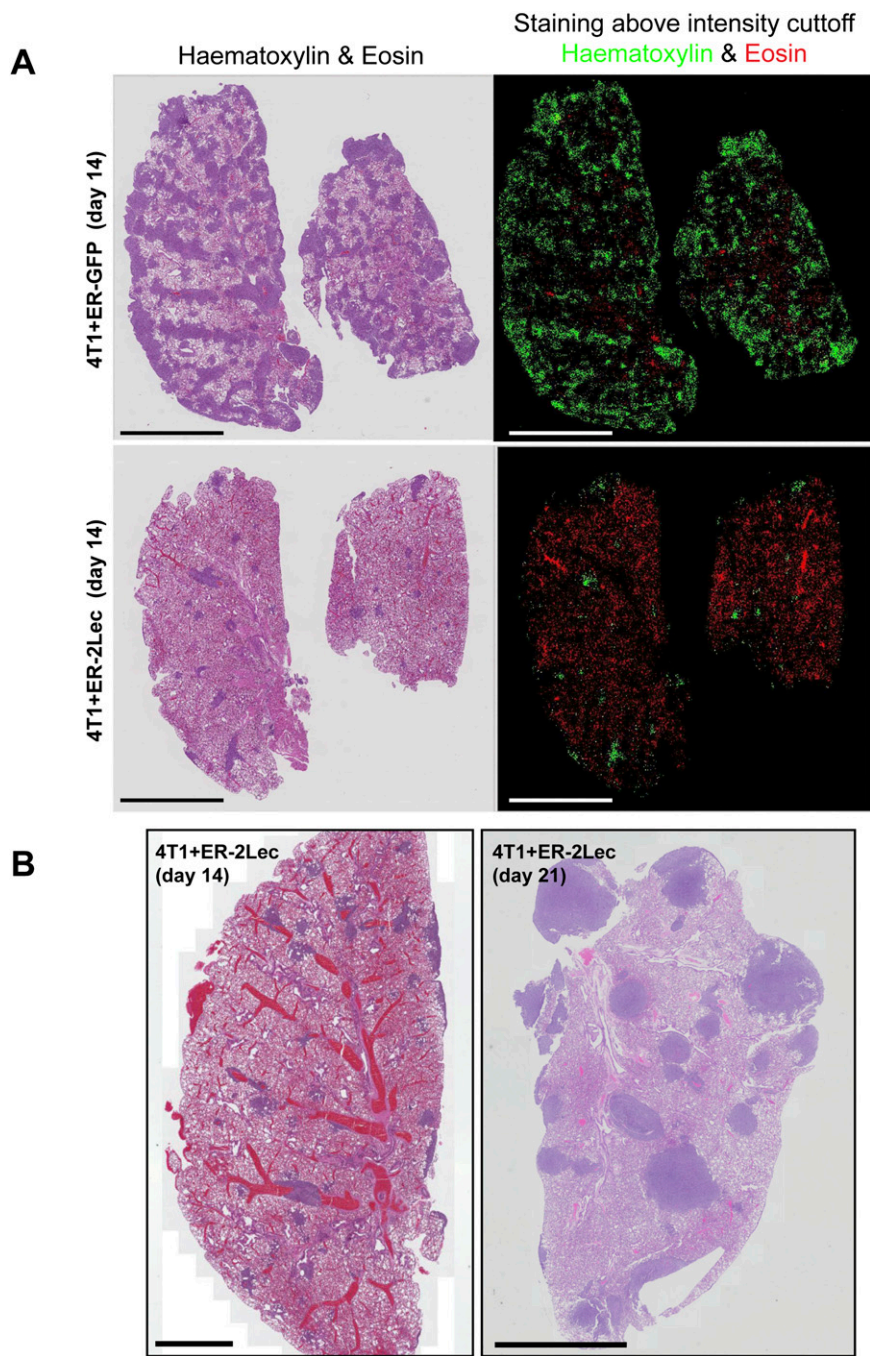 A
Haematoxylin & Eosin
Staining above intensity cuttoff
Haematoxylin & Eosin
4T1+ER-GFP (day 14)
4T1+ER-2Lec (day 14)
B
4T1+ER-2Lec
(day 14)
4T1+ER-2Lec
(day 21)